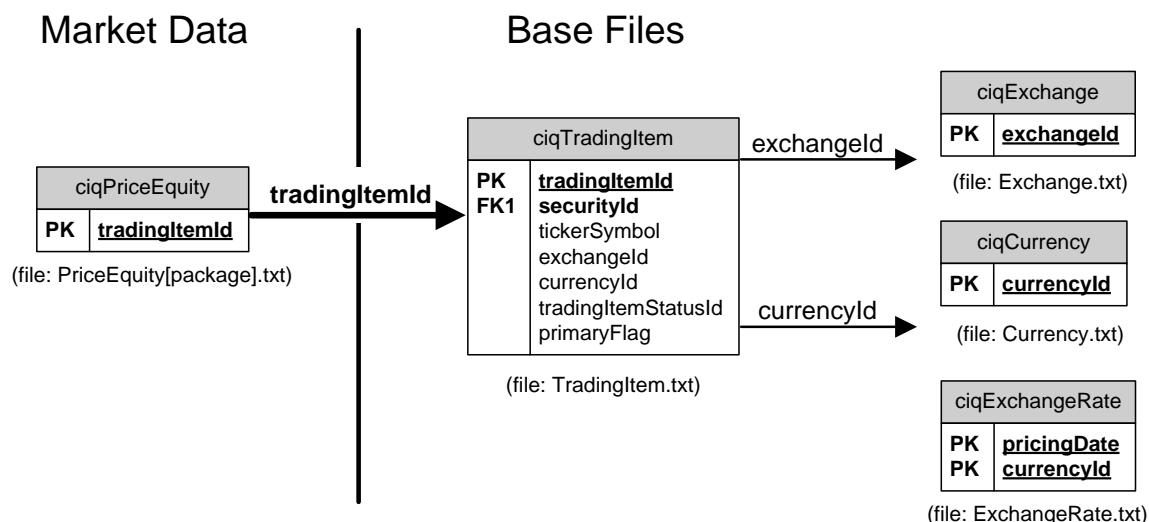 Market Data
Base Files
ciqPriceEquity
PK tradingItemId
(file: PriceEquity[package].txt)
tradingItemId
ciqTradingItem
PK tradingItemId
FK1 securityId
tickerSymbol
exchangeId
currencyId
tradingItemStatusId
primaryFlag
(file: TradingItem.txt)
exchangeId
currencyId
ciqExchange
PK exchangeId
(file: Exchange.txt)
ciqCurrency
PK currencyId
(file: Currency.txt)
ciqExchangeRate
PK pricingDate
PK currencyId
(file: ExchangeRate.txt)